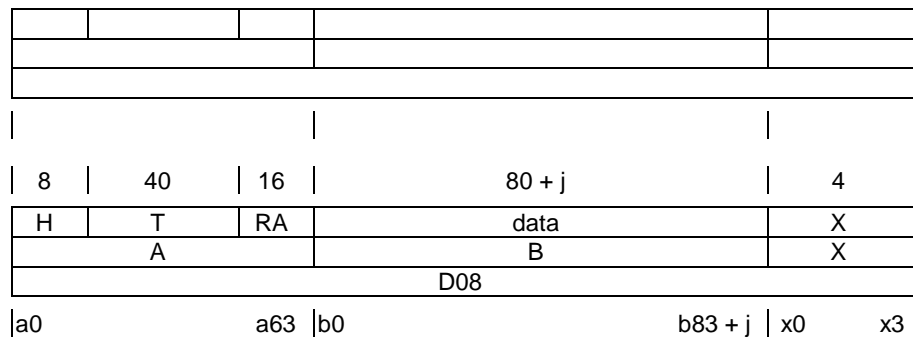 8 40 16 80 + j 4
H T RA data X
A B X
D08
a0 a63 b0 b83 + j x0 x3